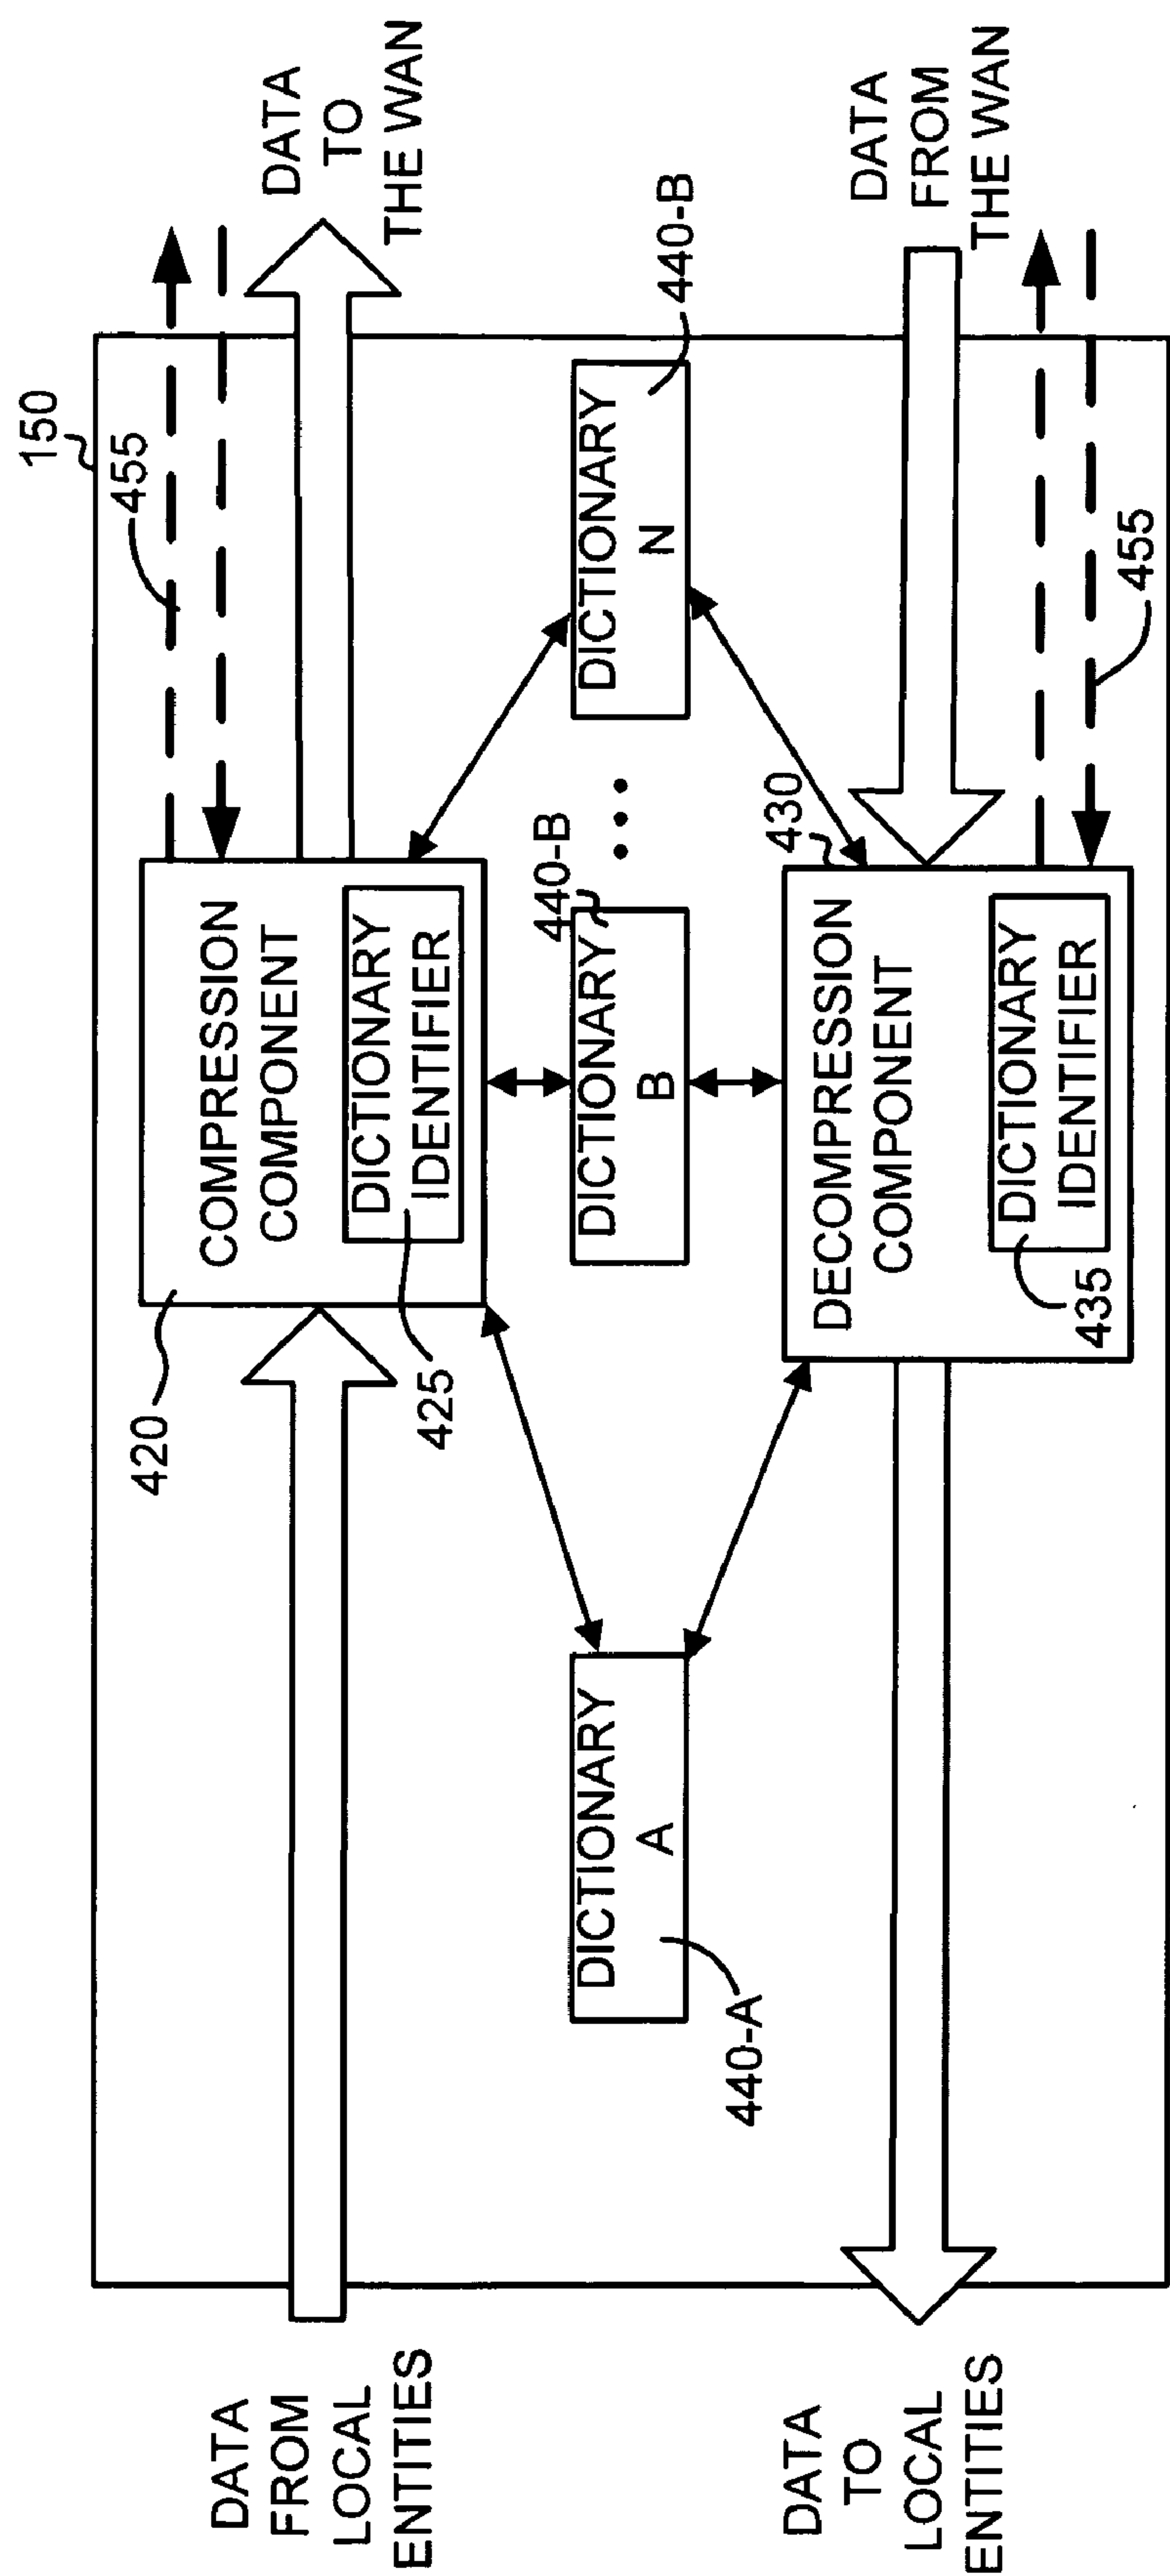 150
455
DATA
FROM
LOCAL
ENTITIES
420
COMPRESSION
COMPONENT
DICTIONARY
IDENTIFIER
425
DATA
TO
THE WAN
DICTIONARY
A
440-A
DICTIONARY
B
440-B
DICTIONARY
N
440-B
430
DATA
TO
LOCAL
ENTITIES
DECOMPRESSION
COMPONENT
DICTIONARY
IDENTIFIER
435
DATA
FROM
THE WAN
455